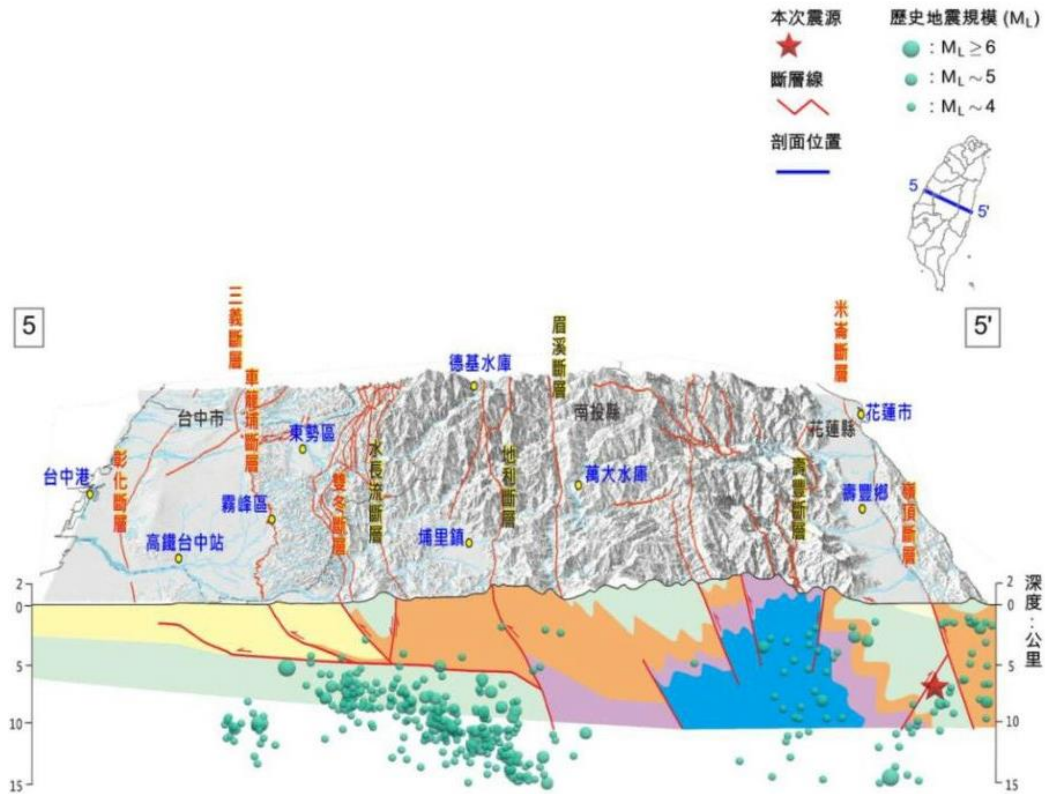 本次震源
歷史地震規模 (ML)
: ML ≥ 6
斷層線
: ML ~ 5
: ML ~ 4
剖面位置
5
5'
5
5'
三義斷層
車籠埔斷層
眉溪斷層
米崙斷層
德基水庫
台中市
南投縣
花蓮市
花蓮縣
東勢區
彰化斷層
台中港
水長流斷層
地利斷層
雙冬斷層
萬大水庫
壽豐斷層
壽豐鄉
嶺頂斷層
霧峰區
高鐵台中站
埔里鎮
2
0
5
10
15
2
0
5
10
15
深度:公里